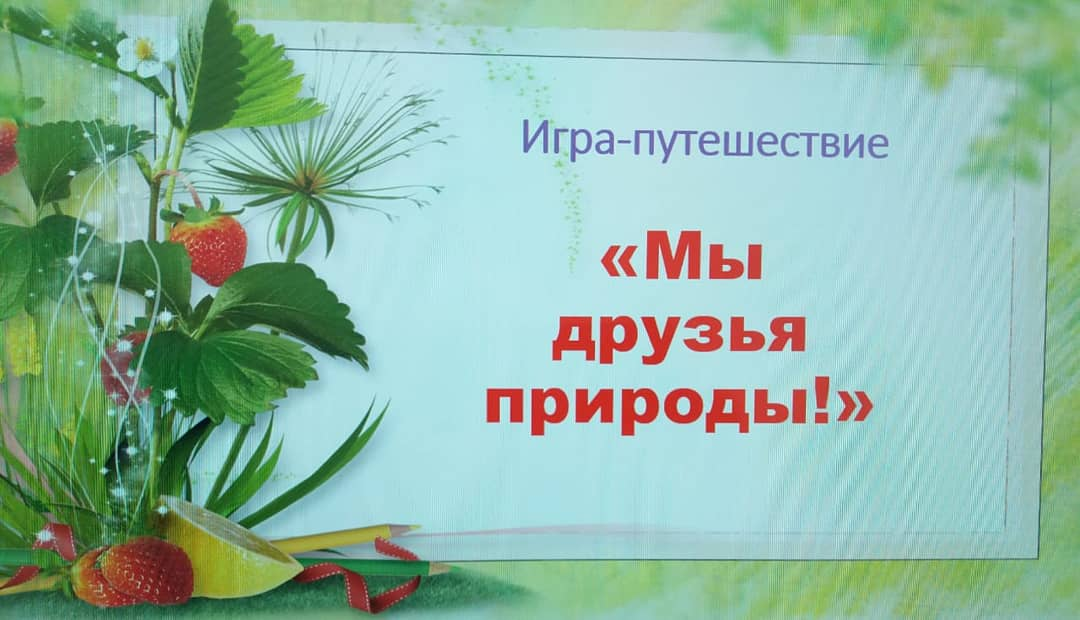 Игра-путешествие
«Мы
друзья
природы!»